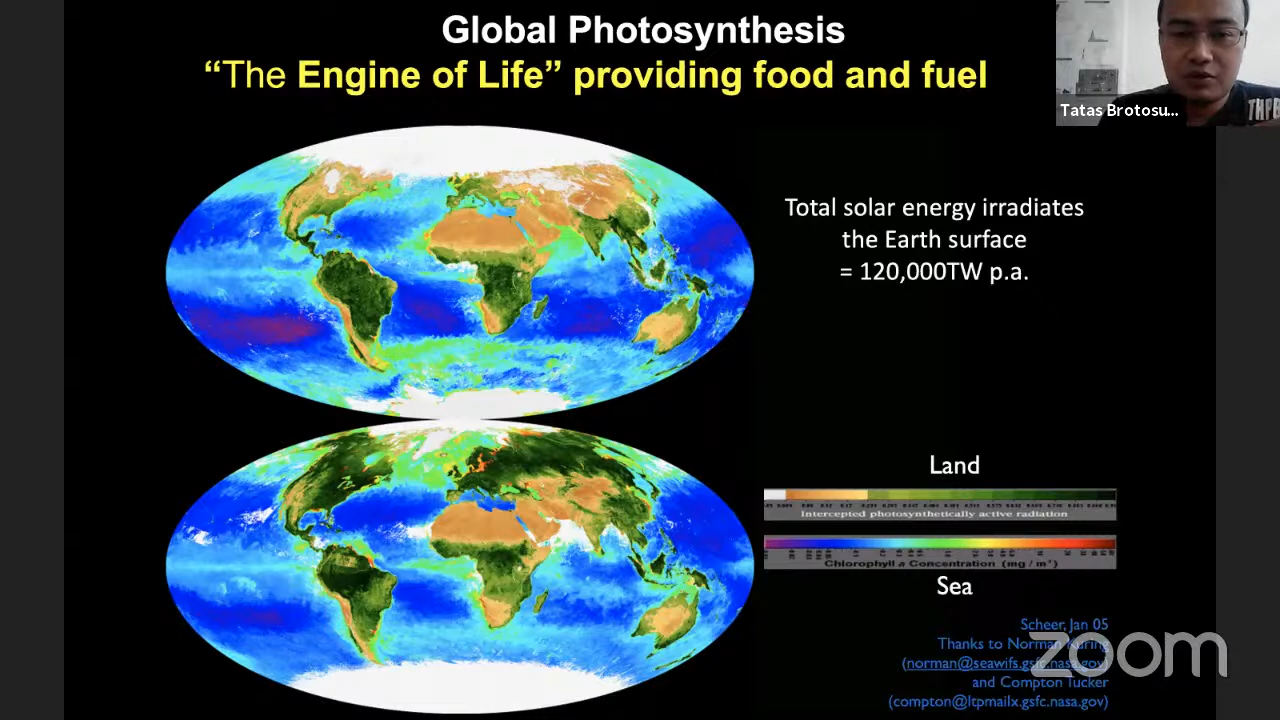 Global Photosynthesis
“The Engine of Life” providing food and fuel
Tatas Brotosu...
Total solar energy irradiates
the Earth surface
= 120,000TW p.a.
Land
Intercepted photosynthetically active radiation
Chlorophyll a Concentration (mg / m³)
Sea
Scheer, Jan 05
Thanks to Norman Kuring
(norman@seawifs.gsfc.nasa.gov)
and Compton Tucker
(compton@ltpmailx.gsfc.nasa.gov)
zoom